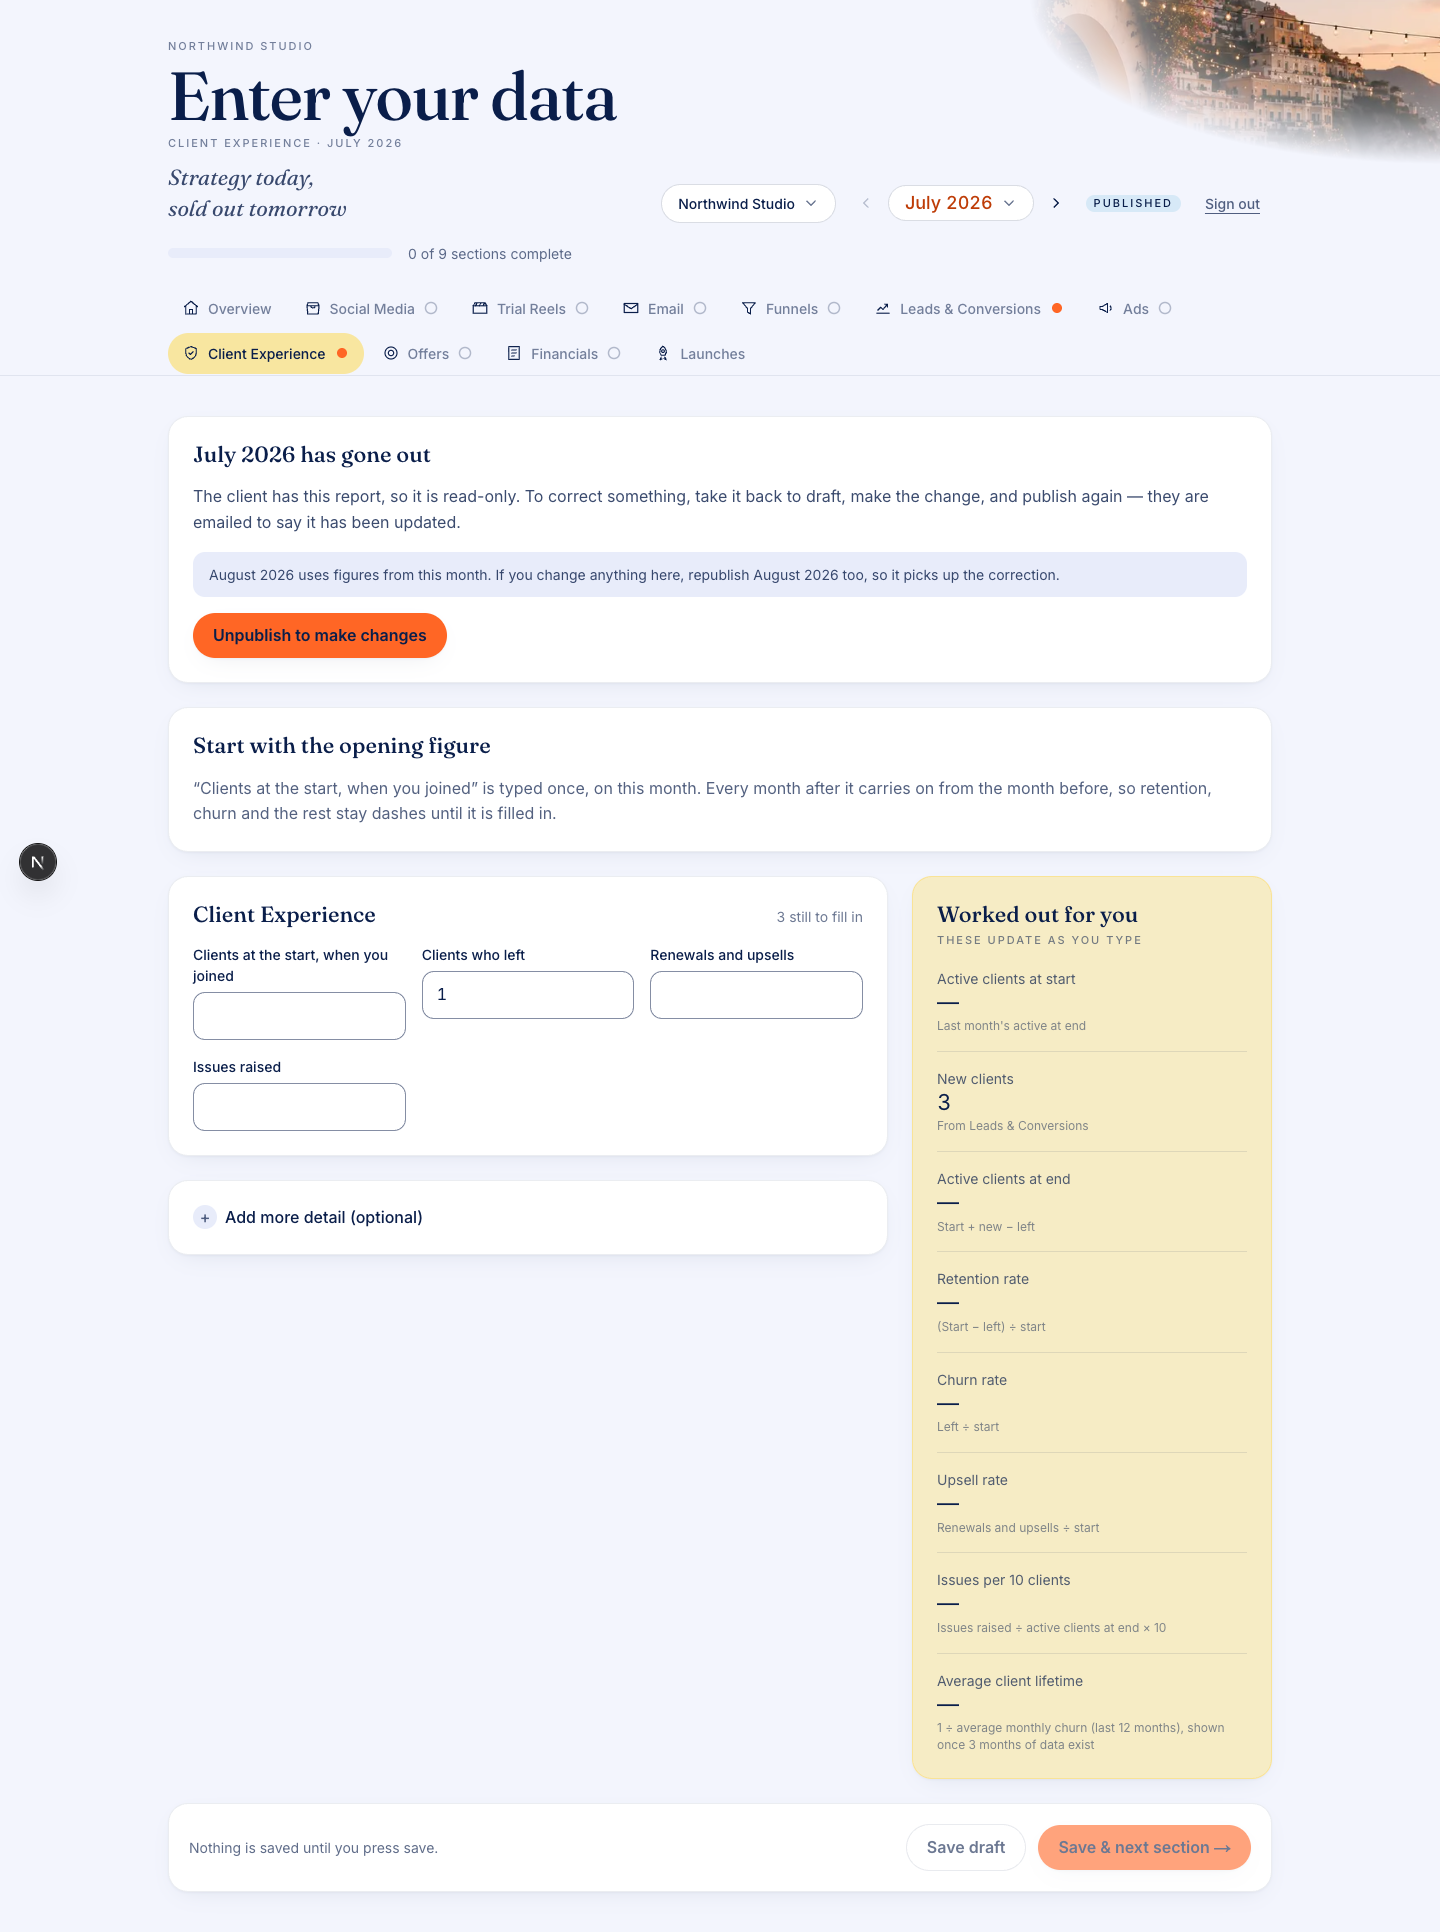 NORTHWIND STUDIO
Enter your data
CLIENT EXPERIENCE · JULY 2026
Strategy today,
sold out tomorrow
Northwind Studio
July 2026
PUBLISHED
Sign out
0 of 9 sections complete
Overview
Social Media
Trial Reels
Email
Funnels
Leads & Conversions
Ads
Client Experience
Offers
Financials
Launches
July 2026 has gone out
The client has this report, so it is read-only. To correct something, take it back to draft, make the change, and publish again — they are
emailed to say it has been updated.
August 2026 uses figures from this month. If you change anything here, republish August 2026 too, so it picks up the correction.
Unpublish to make changes
Start with the opening figure
“Clients at the start, when you joined” is typed once, on this month. Every month after it carries on from the month before, so retention,
churn and the rest stay dashes until it is filled in.
N
Client Experience
3 still to fill in
Clients at the start, when you
joined
Clients who left
1
Renewals and upsells
Issues raised
+ Add more detail (optional)
Worked out for you
THESE UPDATE AS YOU TYPE
Active clients at start
—
Last month's active at end
New clients
3
From Leads & Conversions
Active clients at end
—
Start + new − left
Retention rate
—
(Start − left) ÷ start
Churn rate
—
Left ÷ start
Upsell rate
—
Renewals and upsells ÷ start
Issues per 10 clients
—
Issues raised ÷ active clients at end × 10
Average client lifetime
—
1 ÷ average monthly churn (last 12 months), shown
once 3 months of data exist
Nothing is saved until you press save.
Save draft
Save & next section →